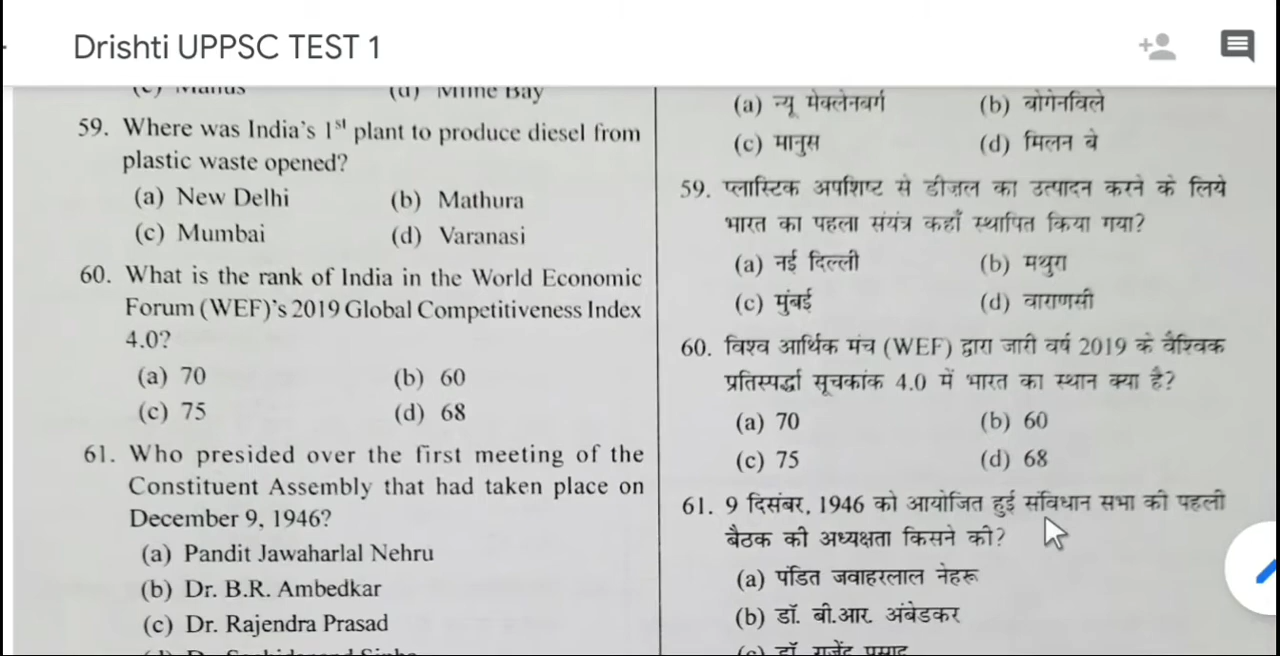 Drishti UPPSC TEST 1
(c) Manus (d) Milne Bay
59. Where was India's 1st plant to produce diesel from
plastic waste opened?
(a) New Delhi (b) Mathura
(c) Mumbai (d) Varanasi
60. What is the rank of India in the World Economic
Forum (WEF)'s 2019 Global Competitiveness Index
4.0?
(a) 70 (b) 60
(c) 75 (d) 68
61. Who presided over the first meeting of the
Constituent Assembly that had taken place on
December 9, 1946?
(a) Pandit Jawaharlal Nehru
(b) Dr. B.R. Ambedkar
(c) Dr. Rajendra Prasad
(a) न्यू मेक्लेनबर्ग (b) बोगेनविले
(c) मानुस (d) मिलन बे
59. प्लास्टिक अपशिष्ट से डीज़ल का उत्पादन करने के लिये
भारत का पहला संयंत्र कहाँ स्थापित किया गया?
(a) नई दिल्ली (b) मथुरा
(c) मुंबई (d) वाराणसी
60. विश्व आर्थिक मंच (WEF) द्वारा जारी वर्ष 2019 के वैश्विक
प्रतिस्पर्द्धा सूचकांक 4.0 में भारत का स्थान क्या है?
(a) 70 (b) 60
(c) 75 (d) 68
61. 9 दिसंबर, 1946 को आयोजित हुई संविधान सभा की पहली
बैठक की अध्यक्षता किसने की?
(a) पंडित जवाहरलाल नेहरू
(b) डॉ. बी.आर. अंबेडकर
(c) डॉ. राजेंद्र प्रसाद